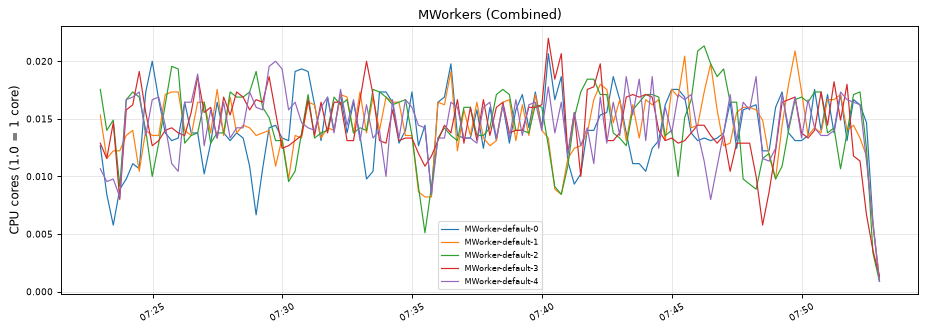 MWorkers (Combined)
CPU cores (1.0 = 1 core)
0.020
0.015
0.010
0.005
0.000
MWorker-default-0
MWorker-default-1
MWorker-default-2
MWorker-default-3
MWorker-default-4
07:25
07:30
07:35
07:40
07:45
07:50